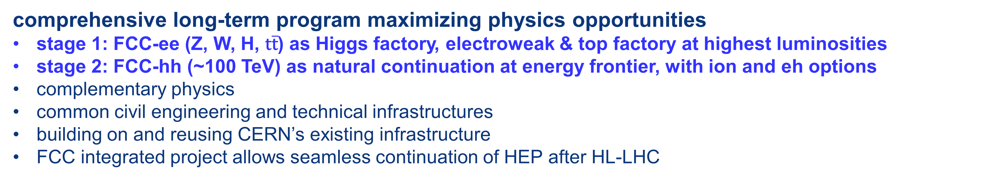 comprehensive long-term program maximizing physics opportunities
• stage 1: FCC-ee (Z, W, H, tt̅) as Higgs factory, electroweak & top factory at highest luminosities
• stage 2: FCC-hh (~100 TeV) as natural continuation at energy frontier, with ion and eh options
• complementary physics
• common civil engineering and technical infrastructures
• building on and reusing CERN’s existing infrastructure
• FCC integrated project allows seamless continuation of HEP after HL-LHC